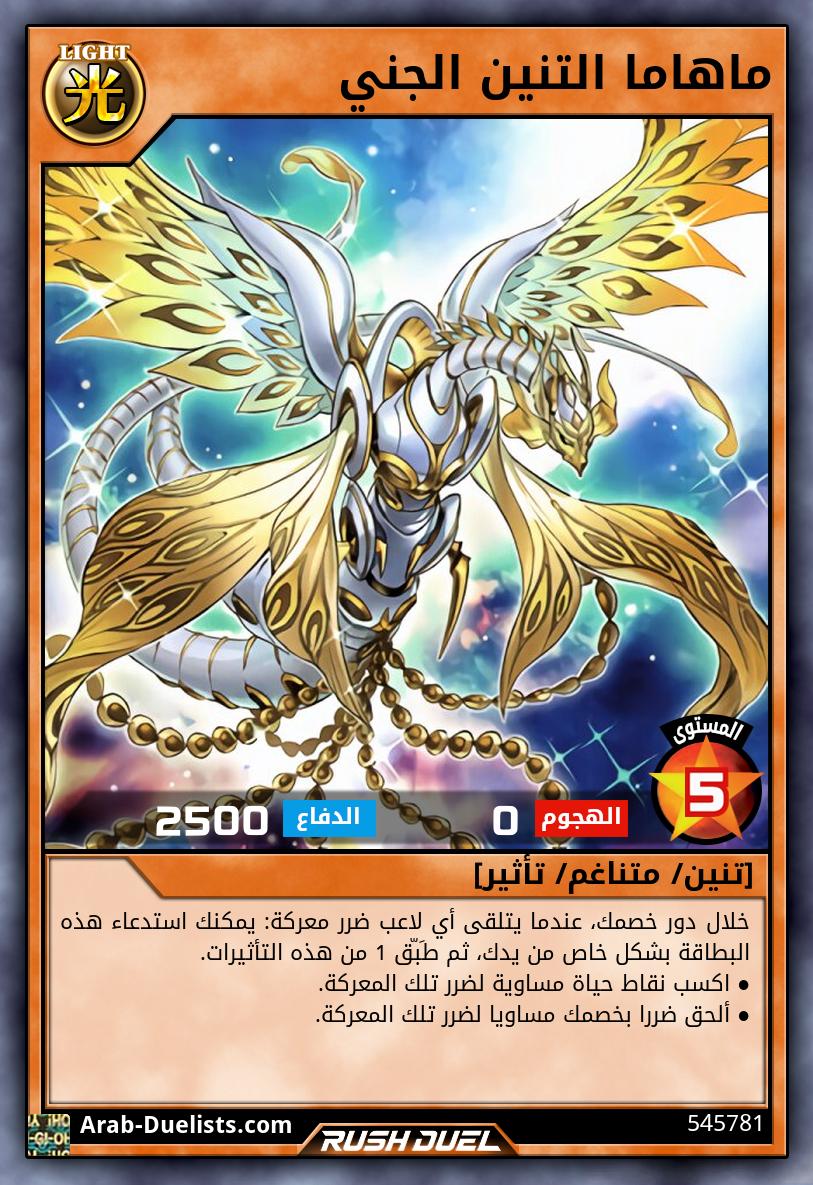 LIGHT
光
ماهاما التنين الجني
المستوى
5
الهجوم 0 الدفاع 2500
[تنين/ متناغم/ تأثير]
خلال دور خصمك، عندما يتلقى أي لاعب ضرر معركة: يمكنك استدعاء هذه
البطاقة بشكل خاص من يدك، ثم طَبِّق 1 من هذه التأثيرات.
● اكسب نقاط حياة مساوية لضرر تلك المعركة.
● ألحق ضررا بخصمك مساويا لضرر تلك المعركة.
Arab-Duelists.com
RUSH DUEL
545781